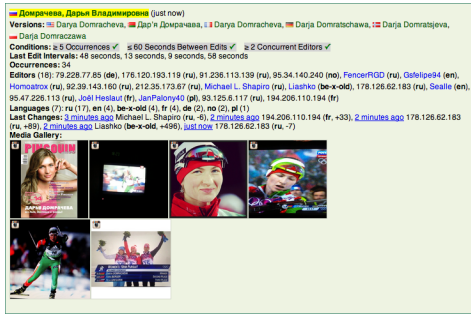 Домрачева, Дарья Владимировна (just now)
Versions: Darya Domracheva, Дар'я Домрачава, Darya Domracheva, Darja Domratschawa, Darja Domratsjeva,
Darja Domraczawa
Conditions: ≥ 5 Occurrences ✓ ≤ 60 Seconds Between Edits ✓ ≥ 2 Concurrent Editors ✓
Last Edit Intervals: 48 seconds, 13 seconds, 9 seconds, 58 seconds
Occurrences: 34
Editors (18): 79.228.77.85 (de), 176.120.193.119 (ru), 91.236.113.139 (ru), 95.34.140.240 (no), FencerRGD (ru), Gsfelipe94 (en),
Homoatrox (ru), 92.39.143.160 (ru), 212.35.173.67 (ru), Michael L. Shapiro (ru), Liashko (be-x-old), 178.126.62.183 (ru), Sealle (en),
95.47.226.113 (ru), Joël Heslaut (fr), JanPalony40 (pl), 93.125.6.117 (ru), 194.206.110.194 (fr)
Languages (7): ru (17), en (4), be-x-old (4), fr (4), de (2), no (2), pl (1)
Last Changes: 3 minutes ago Michael L. Shapiro (ru, -6), 2 minutes ago 194.206.110.194 (fr, +33), 2 minutes ago 178.126.62.183
(ru, +89), 2 minutes ago Liashko (be-x-old, +496), just now 178.126.62.183 (ru, -7)
Media Gallery:
PINGOUIN
ДАРЬЯ ДОМРАЧЕВА